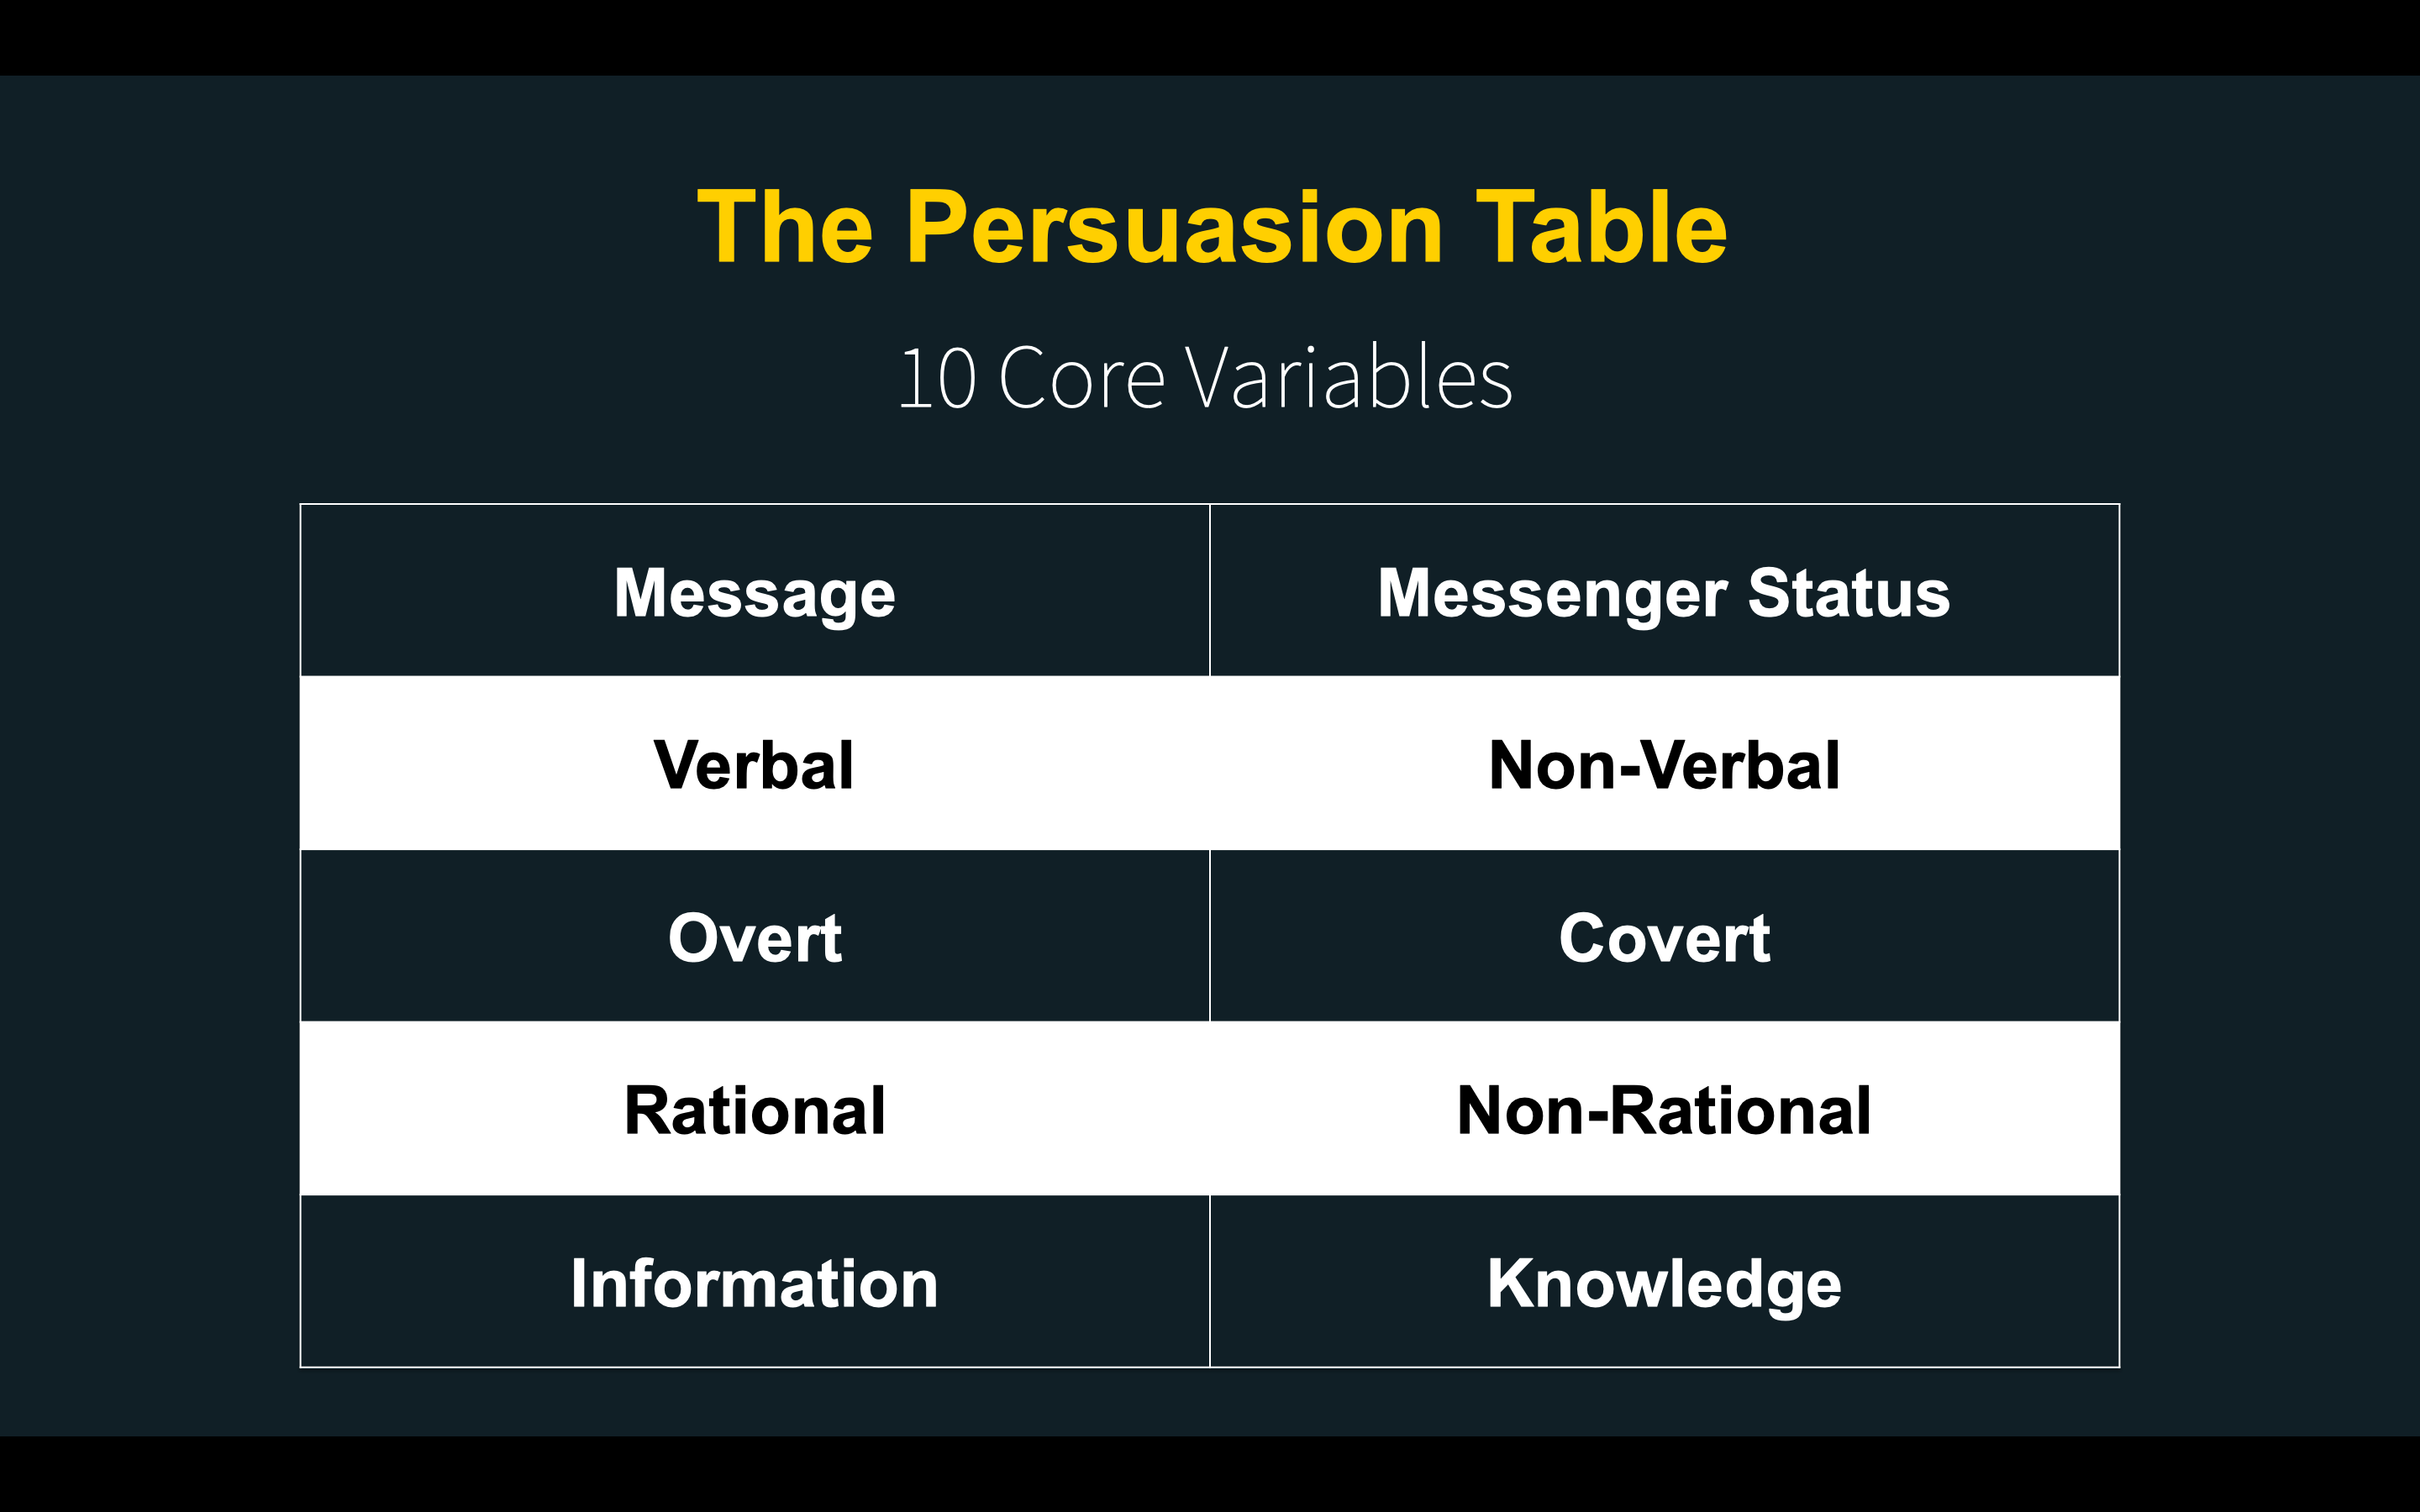 The Persuasion Table
10 Core Variables
Message Messenger Status
Verbal Non-Verbal
Overt Covert
Rational Non-Rational
Information Knowledge